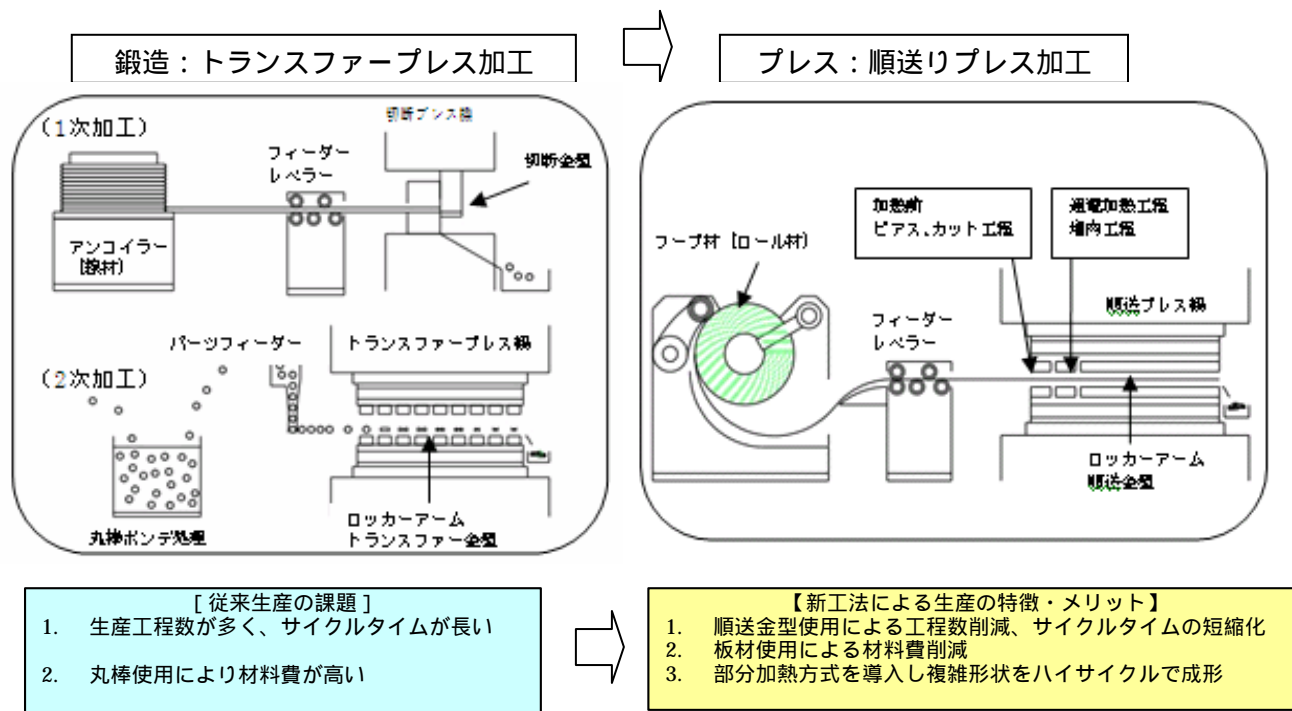 鍛造：トランスファープレス加工
プレス：順送りプレス加工
（1次加工）
切断プレス機
フィーダー
レベラー
切断金型
アンコイラー
（線材）
パーツフィーダー
トランスファープレス機
（2次加工）
ロッカーアーム
トランスファー金型
丸棒ボンデ処理
加熱前
ピアス、カット工程
通電加熱工程
増肉工程
フープ材（ロール材）
順送プレス機
フィーダー
レベラー
ロッカーアーム
順送金型
［従来生産の課題］
1. 生産工程数が多く、サイクルタイムが長い
2. 丸棒使用により材料費が高い
【新工法による生産の特徴・メリット】
1. 順送金型使用による工程数削減、サイクルタイムの短縮化
2. 板材使用による材料費削減
3. 部分加熱方式を導入し複雑形状をハイサイクルで成形